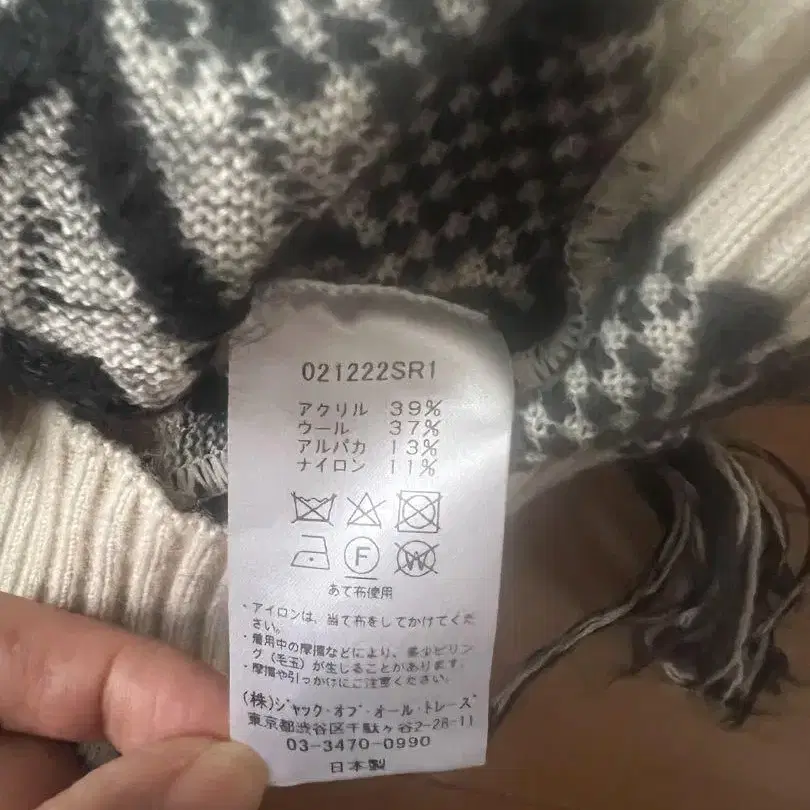 021222SR1
アクリル 39%
ウール 37%
アルパカ 13%
ナイロン 11%
F
W
あて布使用
・アイロンは、当て布をしてかけてください。
・着用中の摩擦などにより、多少ピリング(毛玉)が生じることがあります。
・摩擦や引っかけにご注意ください。
(株)ジャック・オブ・オール・トレーズ
東京都渋谷区千駄ヶ谷2-28-11
03-3470-0990
日本製